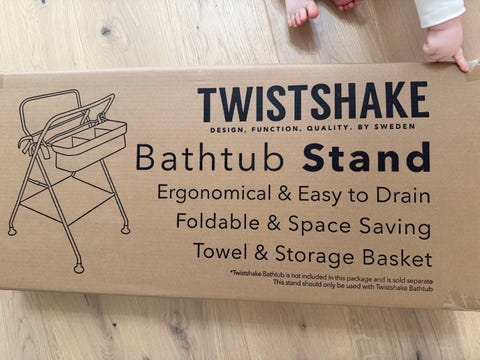 TWISTSHAKE
DESIGN. FUNCTION. QUALITY. BY SWEDEN
Bathtub Stand
Ergonomical & Easy to Drain
Foldable & Space Saving
Towel & Storage Basket
*Twistshake Bathtub is not included in this package and is sold separate
This stand should only be used with Twistshake Bathtub